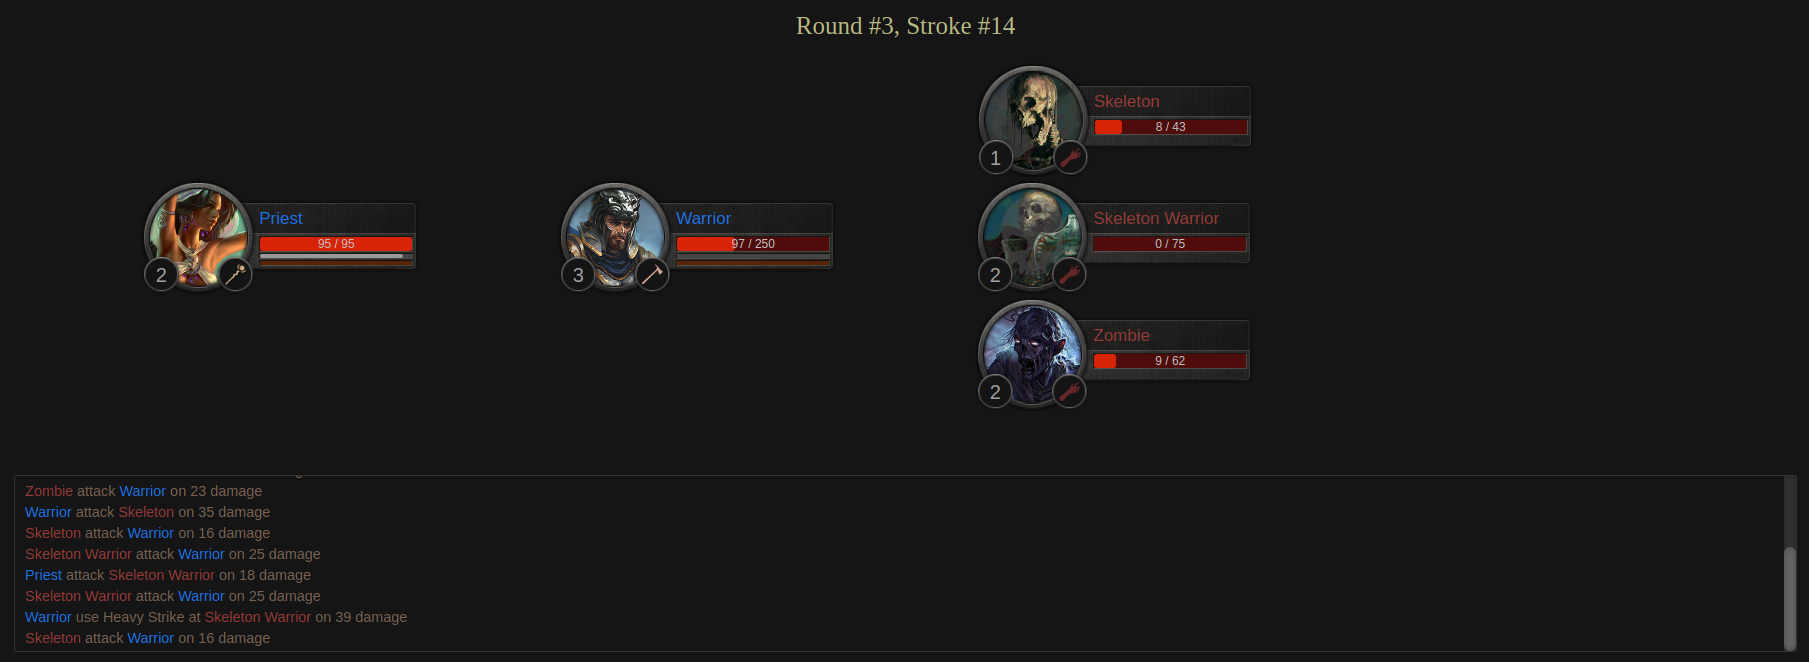 Round #3, Stroke #14
Skeleton
8 / 43
1
Priest
95 / 95
2
Warrior
97 / 250
3
Skeleton Warrior
0 / 75
2
Zombie
9 / 62
2
Zombie attack Warrior on 23 damage
Warrior attack Skeleton on 35 damage
Skeleton attack Warrior on 16 damage
Skeleton Warrior attack Warrior on 25 damage
Priest attack Skeleton Warrior on 18 damage
Skeleton Warrior attack Warrior on 25 damage
Warrior use Heavy Strike at Skeleton Warrior on 39 damage
Skeleton attack Warrior on 16 damage